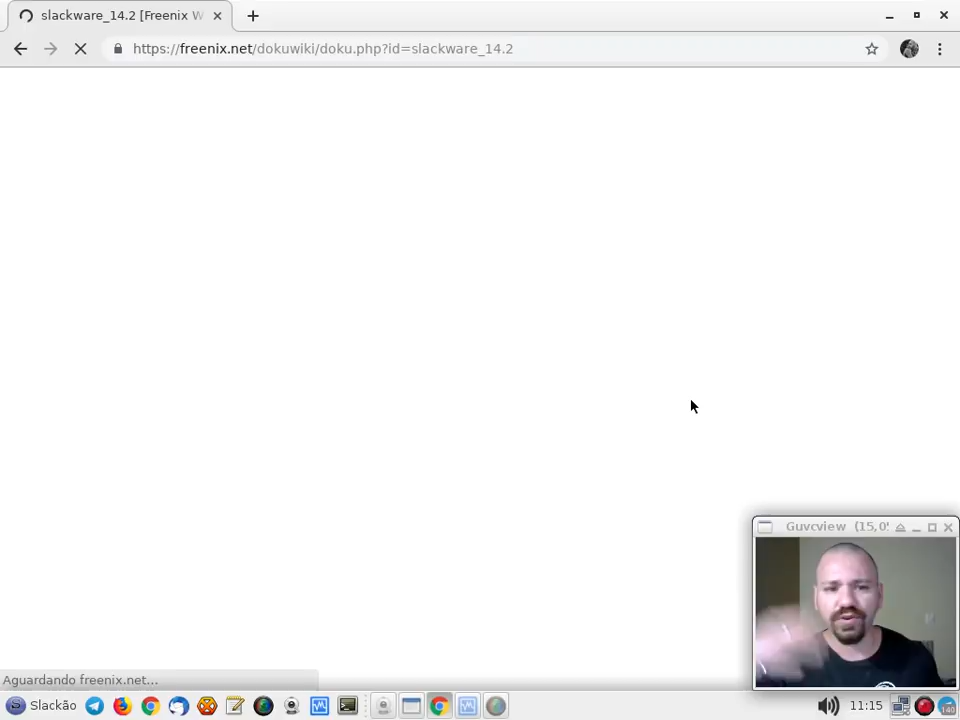 slackware_14.2 [Freenix W
https://freenix.net/dokuwiki/doku.php?id=slackware_14.2
Guvcview (15,0
Aguardando freenix.net...
Slackão
11:15
140